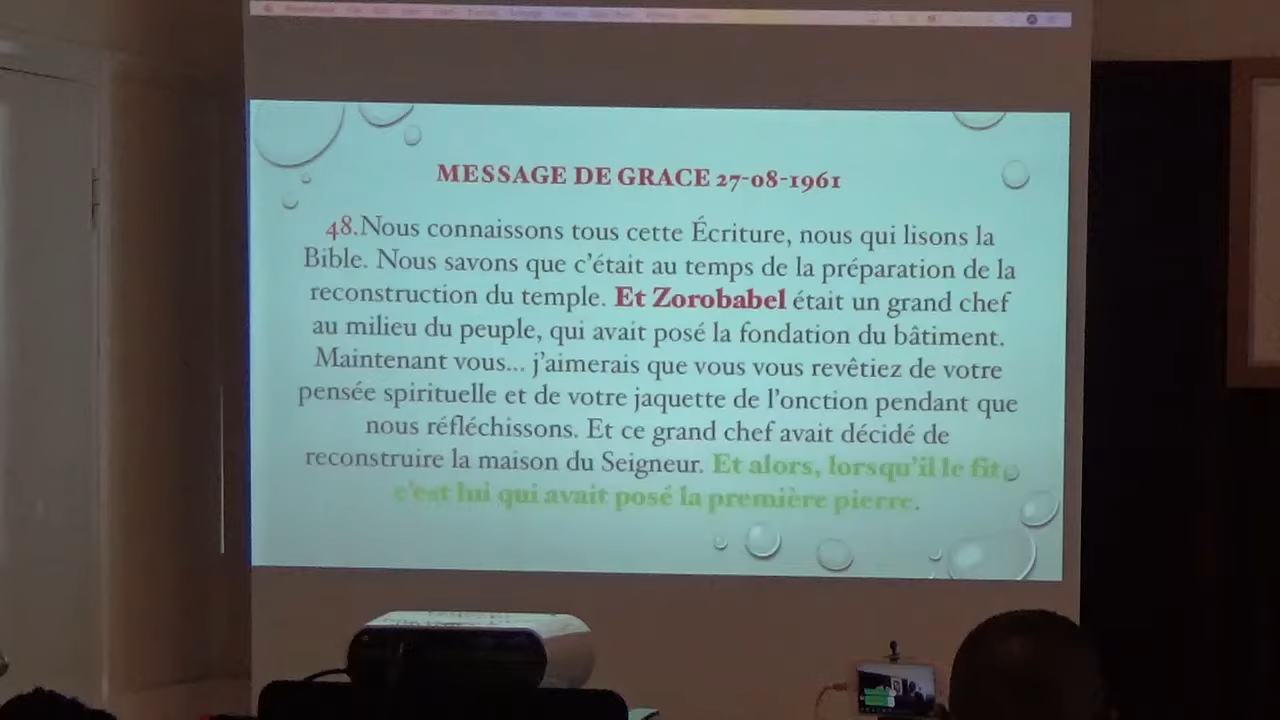 MESSAGE DE GRACE 27-08-1961
48.Nous connaissons tous cette Écriture, nous qui lisons la
Bible. Nous savons que c'était au temps de la préparation de la
reconstruction du temple. Et Zorobabel était un grand chef
au milieu du peuple, qui avait posé la fondation du bâtiment.
Maintenant vous... j'aimerais que vous vous revêtiez de votre
pensée spirituelle et de votre jaquette de l'onction pendant que
nous réfléchissons. Et ce grand chef avait décidé de
reconstruire la maison du Seigneur. Et alors, lorsqu'il le fit,
c'est lui qui avait posé la première pierre.